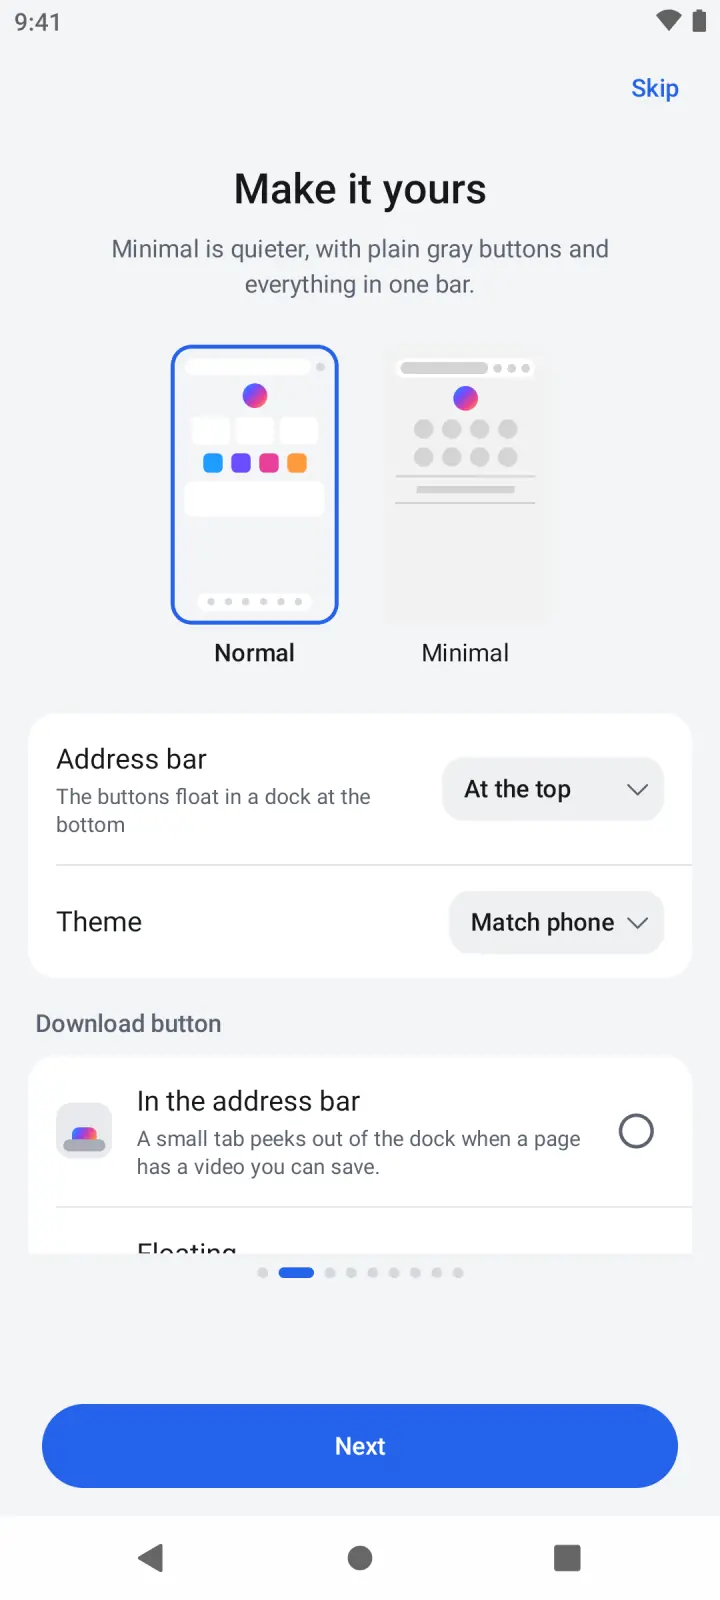 9:41
Skip
Make it yours
Minimal is quieter, with plain gray buttons and
everything in one bar.
Normal
Minimal
Address bar
The buttons float in a dock at the
bottom
At the top
Theme
Match phone
Download button
In the address bar
A small tab peeks out of the dock when a page
has a video you can save.
Floating
Next